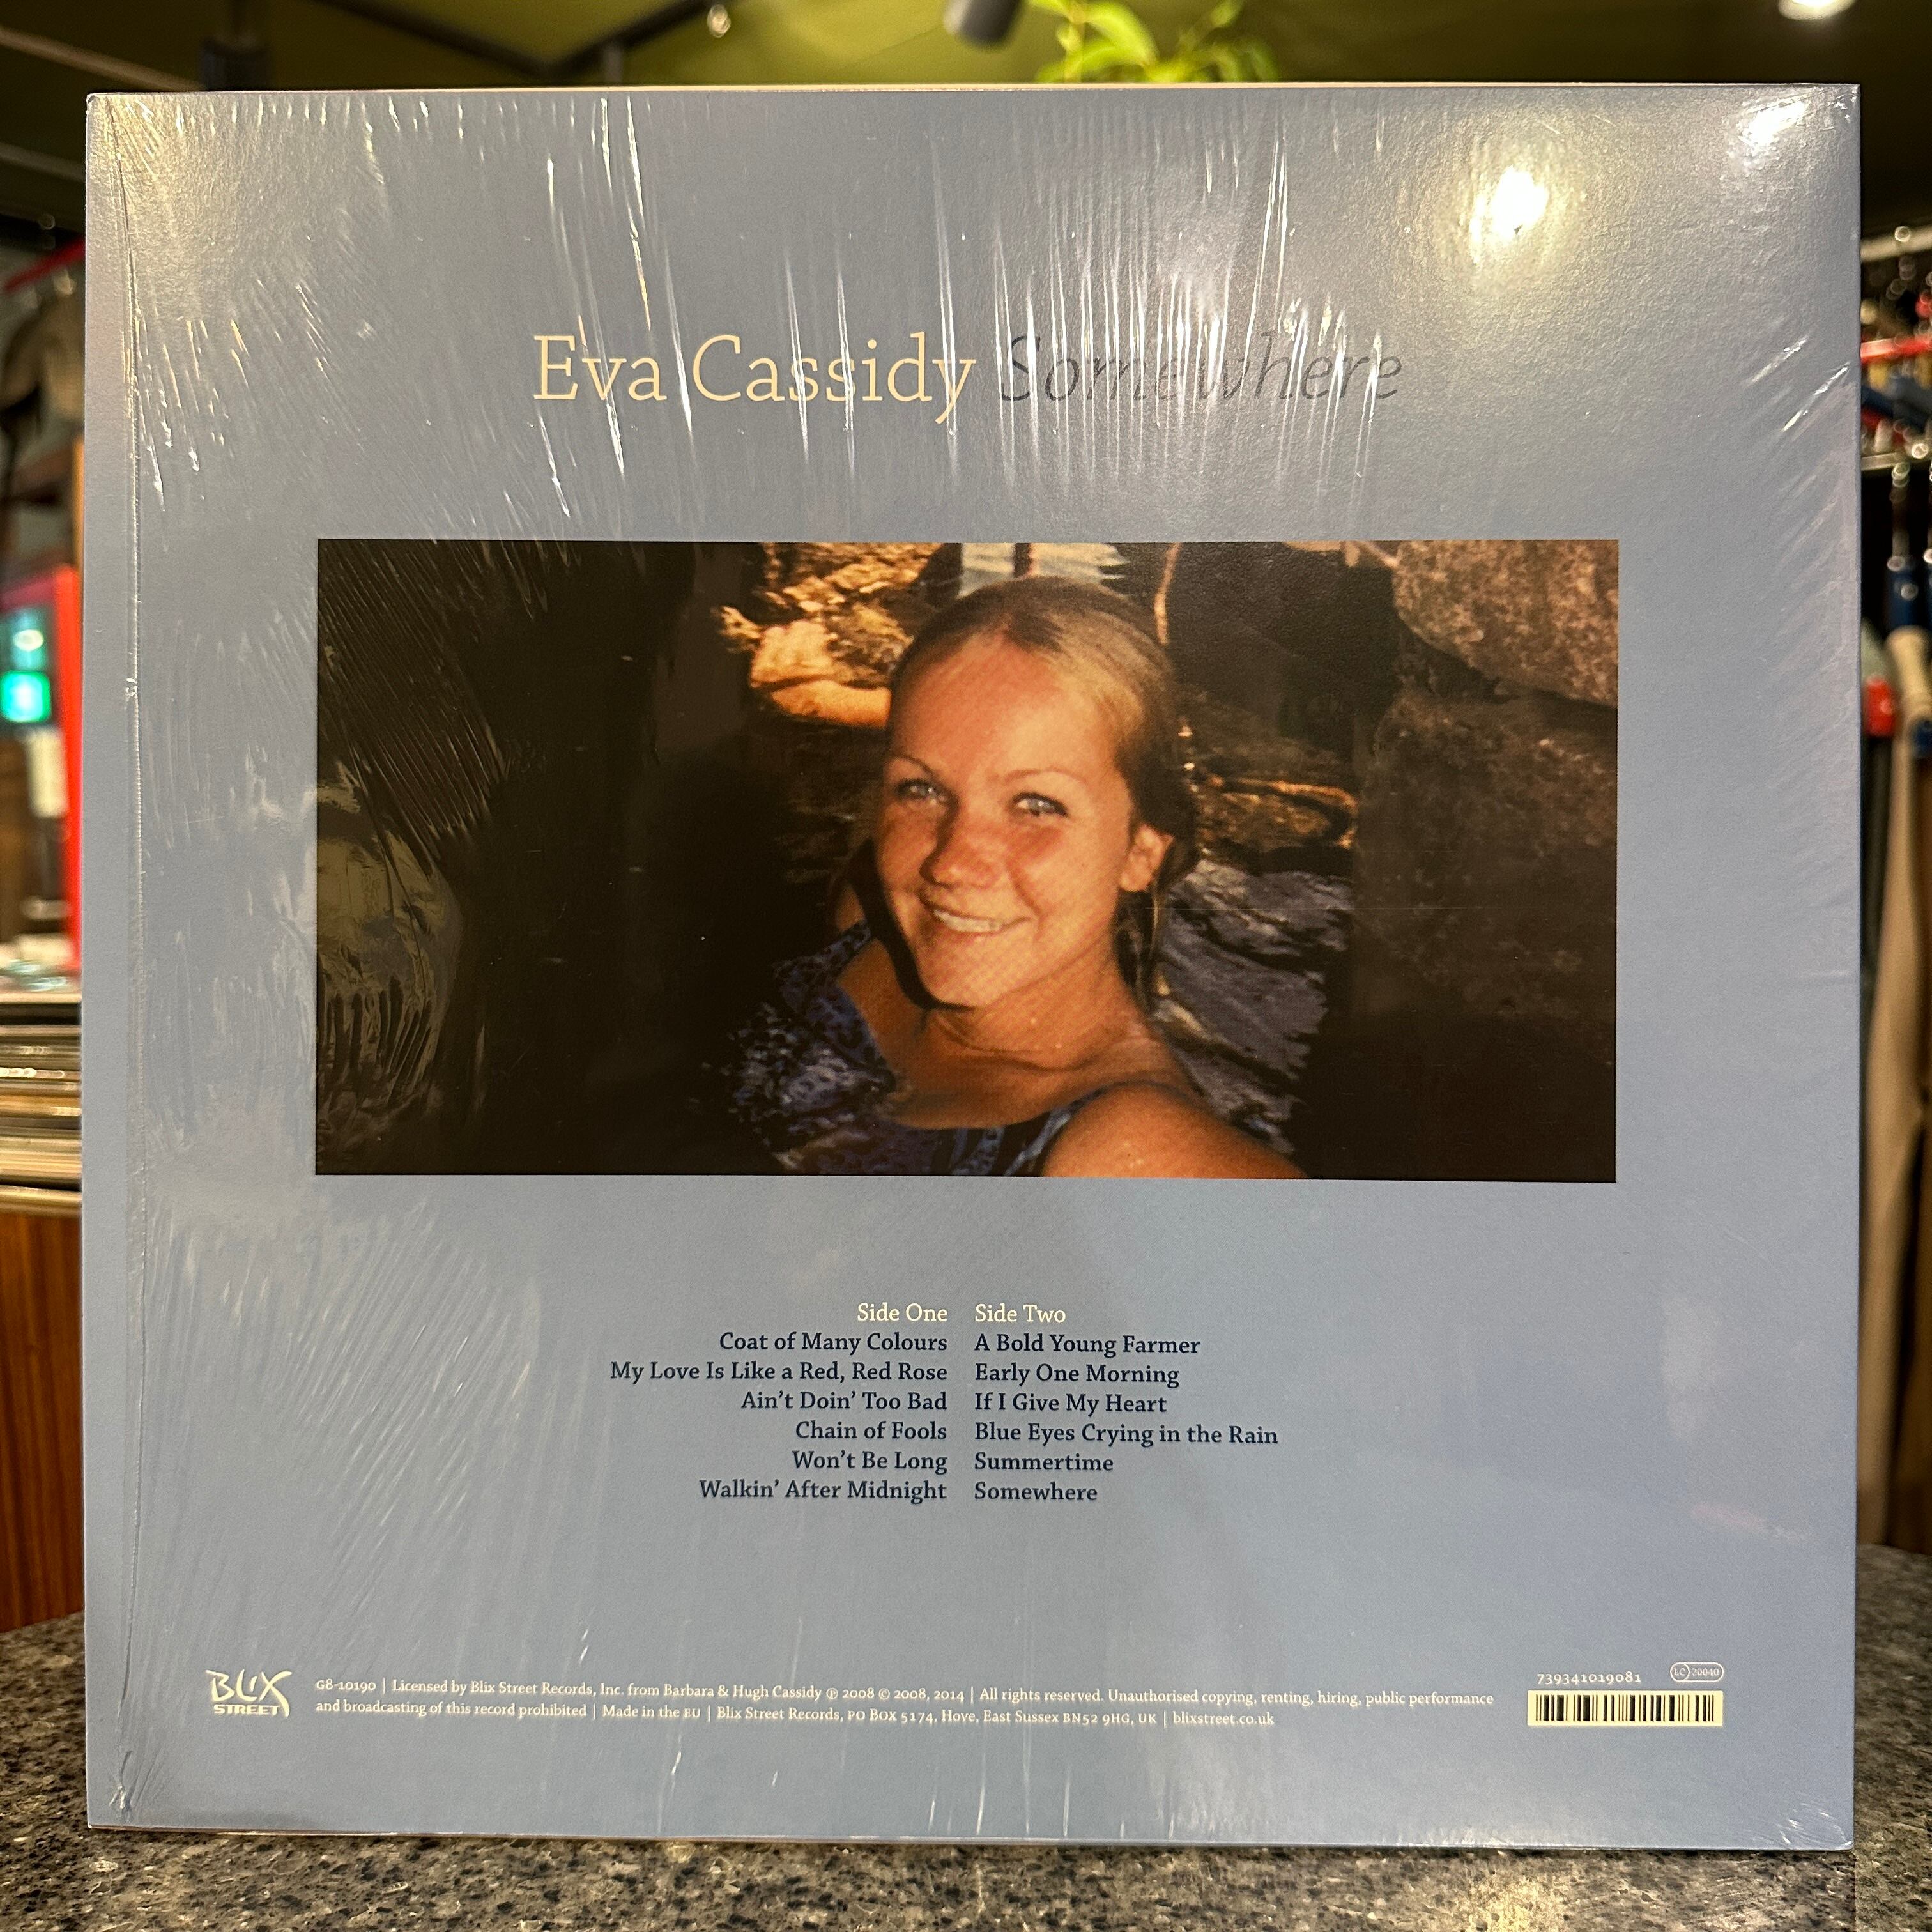 Eva Cassidy Somewhere
Side One
Coat of Many Colours
My Love Is Like a Red, Red Rose
Ain't Doin' Too Bad
Chain of Fools
Won't Be Long
Walkin' After Midnight
Side Two
A Bold Young Farmer
Early One Morning
If I Give My Heart
Blue Eyes Crying in the Rain
Summertime
Somewhere
BLIX
STREET
G8-10190 | Licensed by Blix Street Records, Inc. from Barbara & Hugh Cassidy ℗ 2008 © 2008, 2014 | All rights reserved. Unauthorised copying, renting, hiring, public performance
and broadcasting of this record prohibited | Made in the EU | Blix Street Records, PO BOX 5174, Hove, East Sussex BN52 9HG, UK | blixstreet.co.uk
739341019081
LC 20040